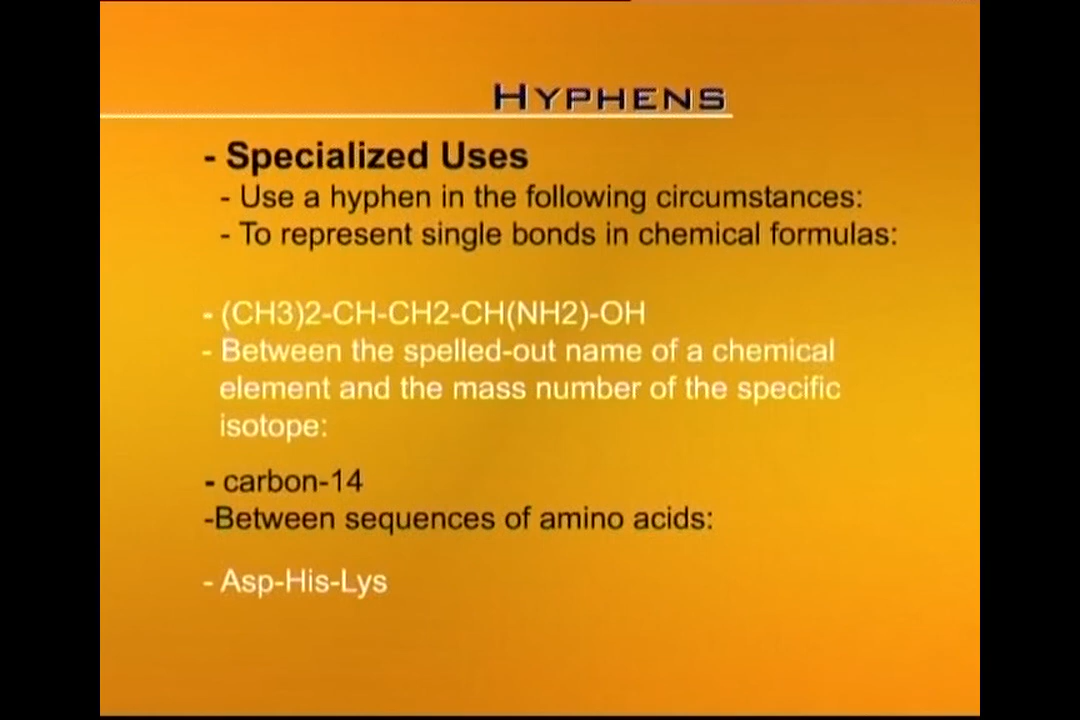 HYPHENS
- Specialized Uses
- Use a hyphen in the following circumstances:
- To represent single bonds in chemical formulas:
- (CH3)2-CH-CH2-CH(NH2)-OH
- Between the spelled-out name of a chemical
element and the mass number of the specific
isotope:
- carbon-14
-Between sequences of amino acids:
- Asp-His-Lys